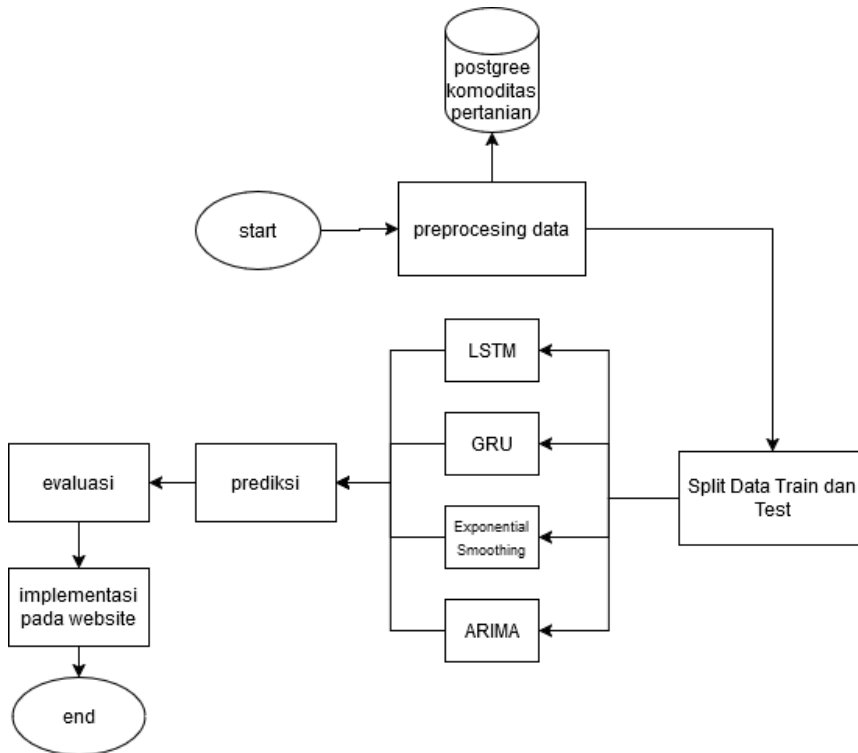 postgree
komoditas
pertanian
start
preprocesing data
LSTM
GRU
Exponential
Smoothing
ARIMA
Split Data Train dan
Test
prediksi
evaluasi
implementasi
pada website
end